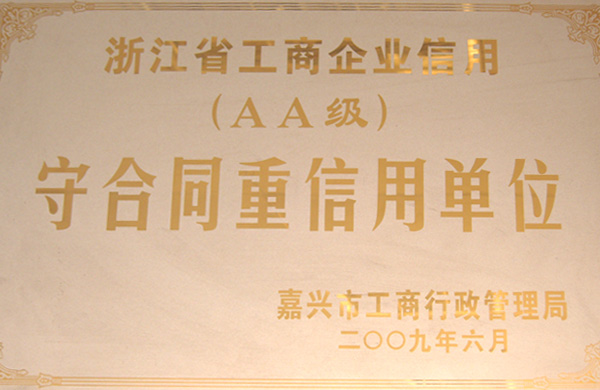 浙江省工商企业信用
（AA级）
守合同重信用单位
嘉兴市工商行政管理局
二〇〇九年六月